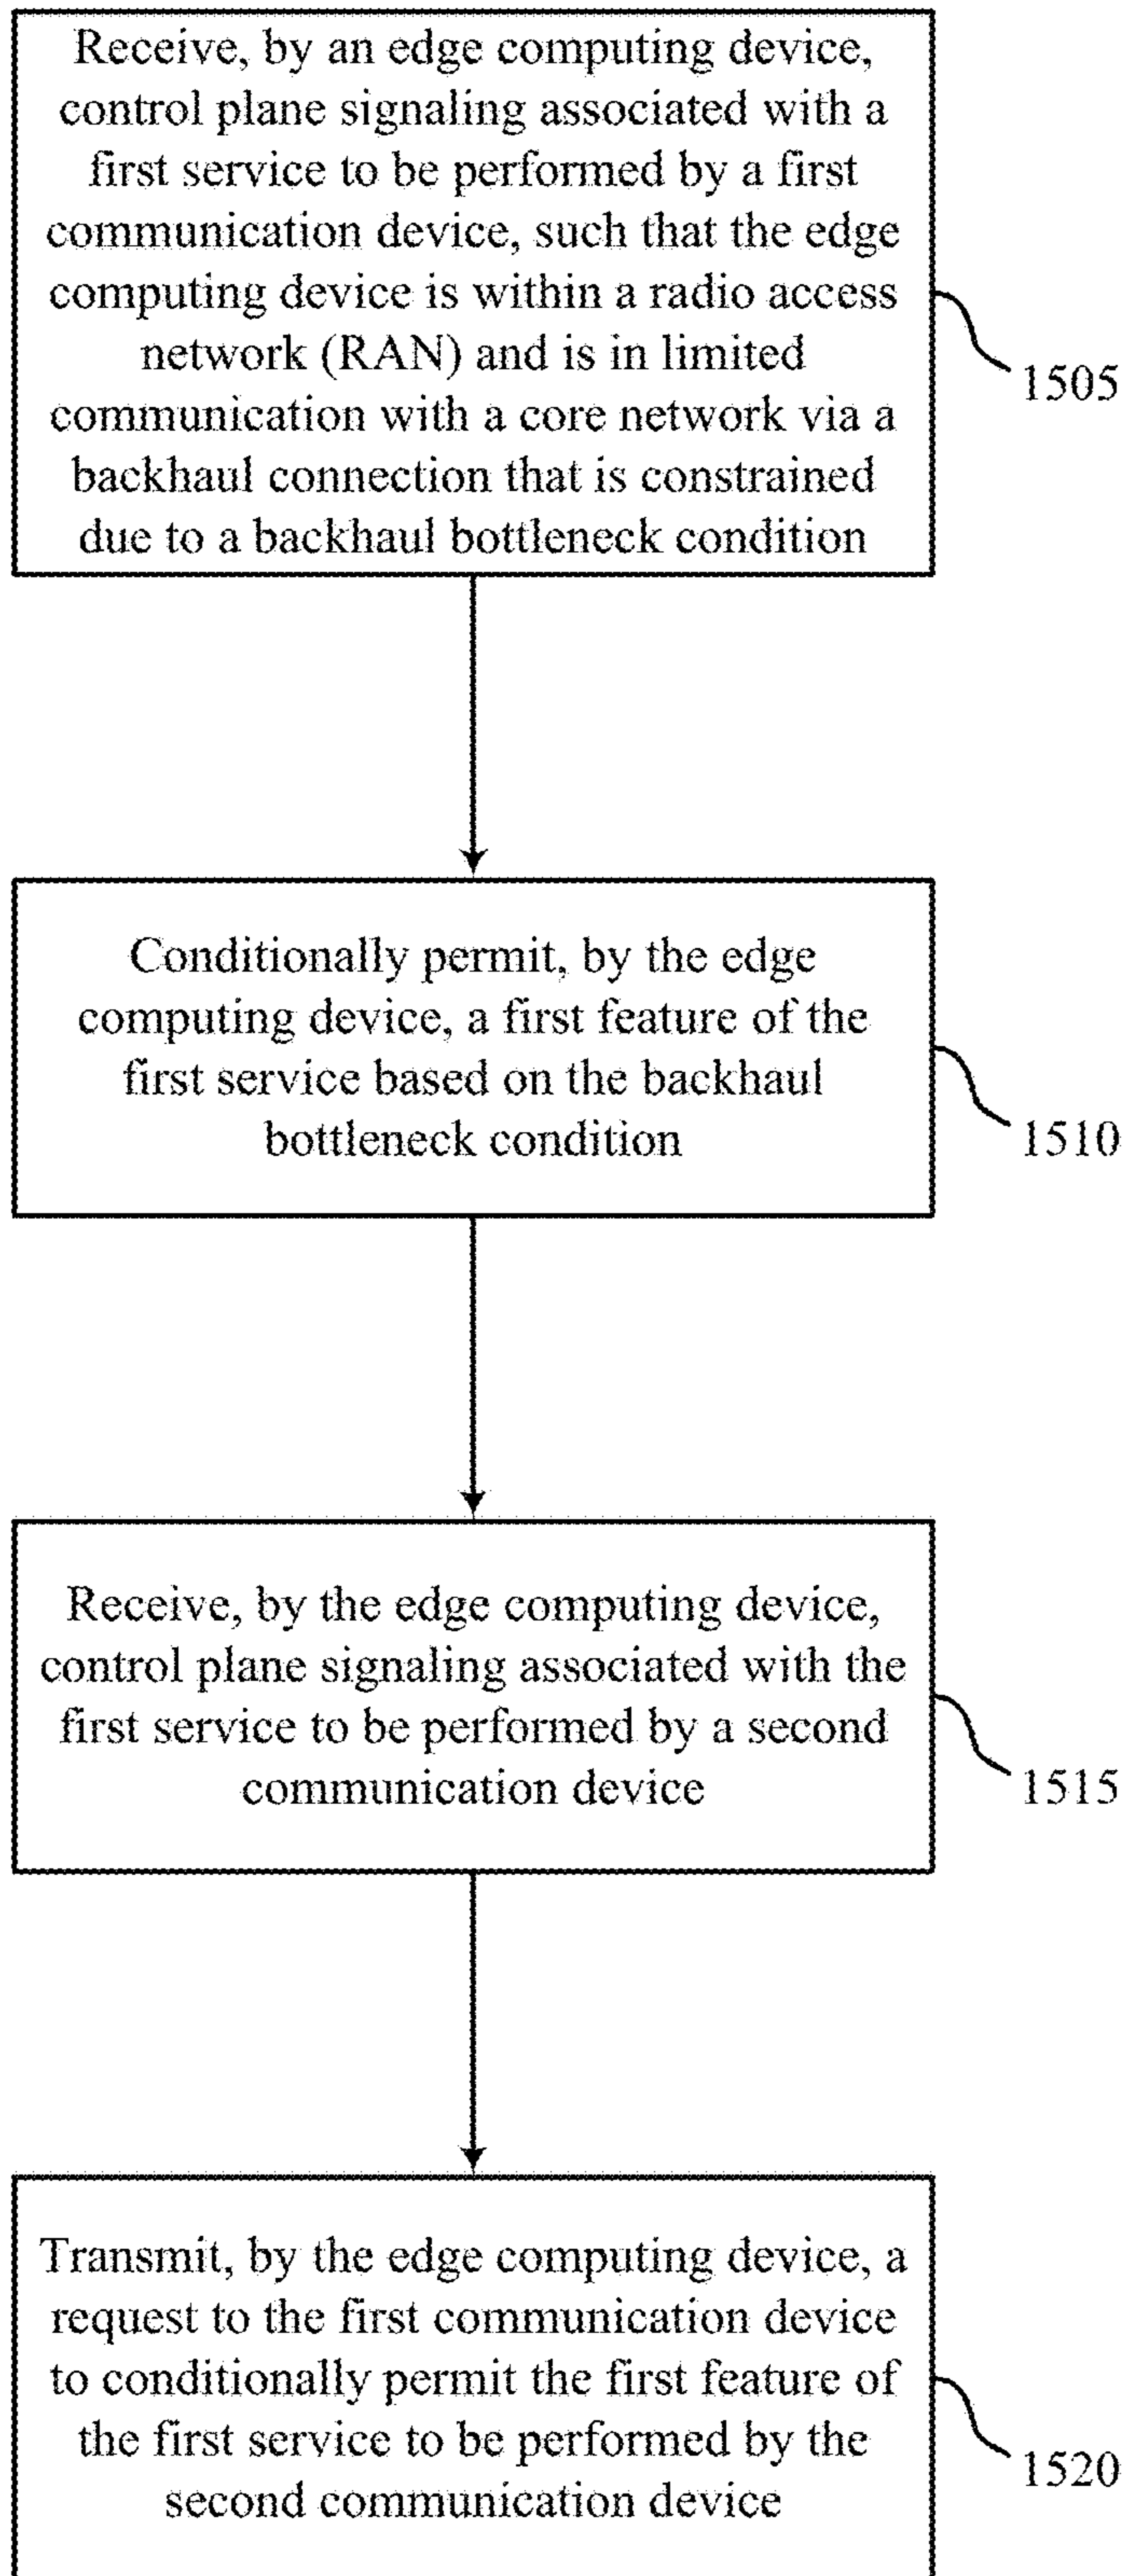 Receive, by an edge computing device,
control plane signaling associated with a
first service to be performed by a first
communication device, such that the edge
computing device is within a radio access
network (RAN) and is in limited
communication with a core network via a
backhaul connection that is constrained
due to a backhaul bottleneck condition
1505
Conditionally permit, by the edge
computing device, a first feature of the
first service based on the backhaul
bottleneck condition
1510
Receive, by the edge computing device,
control plane signaling associated with the
first service to be performed by a second
communication device
1515
Transmit, by the edge computing device, a
request to the first communication device
to conditionally permit the first feature of
the first service to be performed by the
second communication device
1520